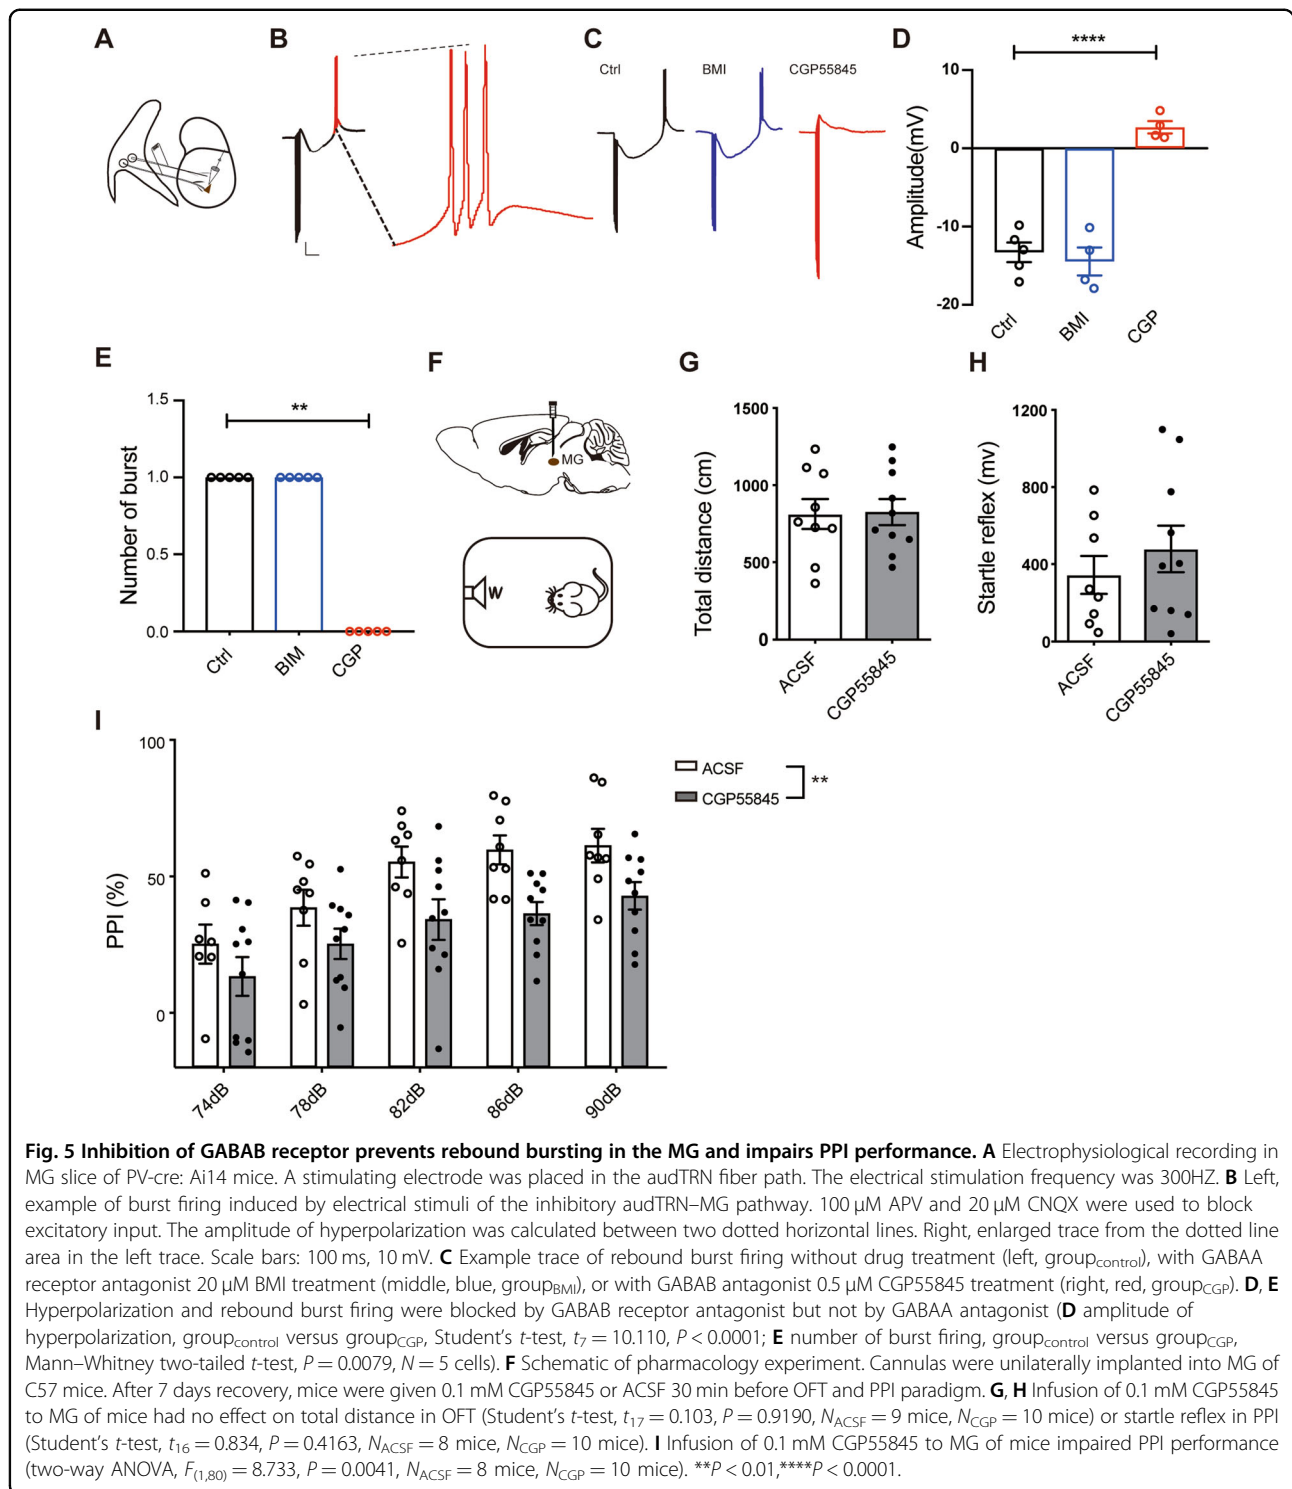 A
B
C
Ctrl
BMI
CGP55845
D
****
Amplitude(mV)
10
0
-10
-20
Ctrl
BMI
CGP
E
Number of burst
1.5
1.0
0.5
0.0
**
Ctrl
BIM
CGP
F
MG
W
G
Total distance (cm)
1500
1000
500
0
ACSF
CGP55845
H
Startle reflex (mv)
1200
800
400
0
ACSF
CGP55845
I
PPI (%)
100
50
0
74dB
78dB
82dB
86dB
90dB
ACSF
CGP55845
**
Fig. 5 Inhibition of GABAB receptor prevents rebound bursting in the MG and impairs PPI performance. A Electrophysiological recording in
MG slice of PV-cre: Ai14 mice. A stimulating electrode was placed in the audTRN fiber path. The electrical stimulation frequency was 300HZ. B Left,
example of burst firing induced by electrical stimuli of the inhibitory audTRN–MG pathway. 100 μM APV and 20 μM CNQX were used to block
excitatory input. The amplitude of hyperpolarization was calculated between two dotted horizontal lines. Right, enlarged trace from the dotted line
area in the left trace. Scale bars: 100 ms, 10 mV. C Example trace of rebound burst firing without drug treatment (left, groupcontrol), with GABAA
receptor antagonist 20 μM BMI treatment (middle, blue, groupBMI), or with GABAB antagonist 0.5 μM CGP55845 treatment (right, red, groupCGP). D, E
Hyperpolarization and rebound burst firing were blocked by GABAB receptor antagonist but not by GABAA antagonist (D amplitude of
hyperpolarization, groupcontrol versus groupCGP, Student's t-test, t7 = 10.110, P < 0.0001; E number of burst firing, groupcontrol versus groupCGP,
Mann–Whitney two-tailed t-test, P = 0.0079, N = 5 cells). F Schematic of pharmacology experiment. Cannulas were unilaterally implanted into MG of
C57 mice. After 7 days recovery, mice were given 0.1 mM CGP55845 or ACSF 30 min before OFT and PPI paradigm. G, H Infusion of 0.1 mM CGP55845
to MG of mice had no effect on total distance in OFT (Student's t-test, t17 = 0.103, P = 0.9190, NACSF = 9 mice, NCGP = 10 mice) or startle reflex in PPI
(Student's t-test, t16 = 0.834, P = 0.4163, NACSF = 8 mice, NCGP = 10 mice). I Infusion of 0.1 mM CGP55845 to MG of mice impaired PPI performance
(two-way ANOVA, F(1,80) = 8.733, P = 0.0041, NACSF = 8 mice, NCGP = 10 mice). **P < 0.01,****P < 0.0001.